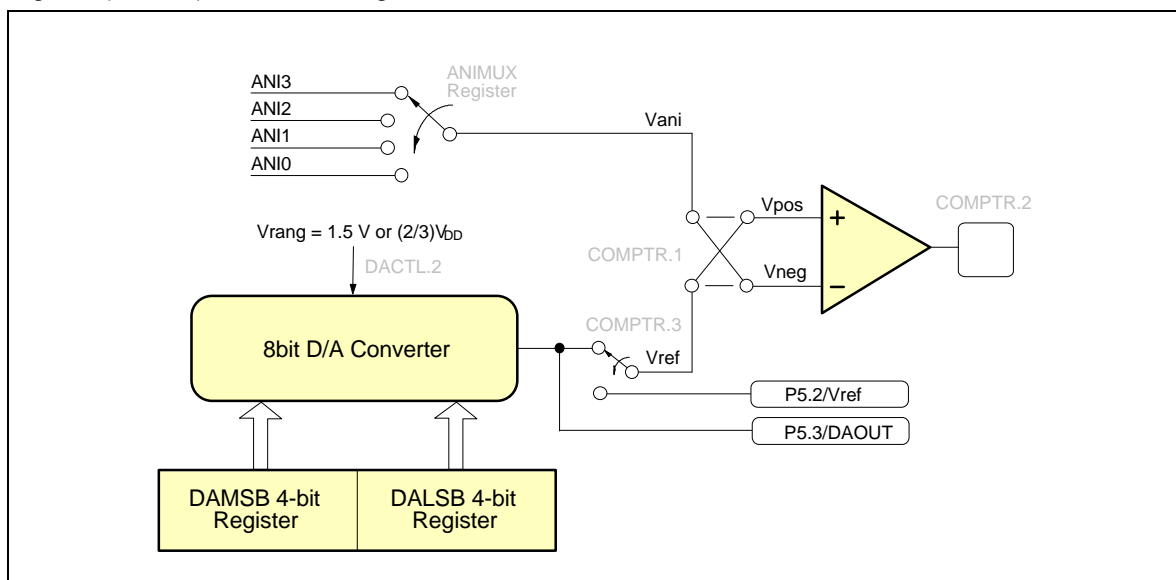 ANI3
ANI2
ANI1
ANI0
ANIMUX
Register
Vani
Vrang = 1.5 V or (2/3)VDD
DACTL.2
COMPTR.1
Vpos
Vneg
+
−
COMPTR.2
8bit D/A Converter
COMPTR.3
Vref
P5.2/Vref
P5.3/DAOUT
DAMSB 4-bit
Register
DALSB 4-bit
Register